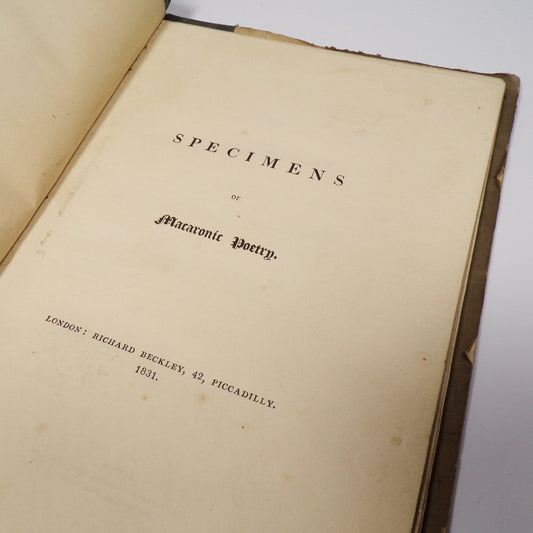 SPECIMENS
OF
Macaronic Poetry.
LONDON: RICHARD BECKLEY, 42, PICCADILLY.
1831.